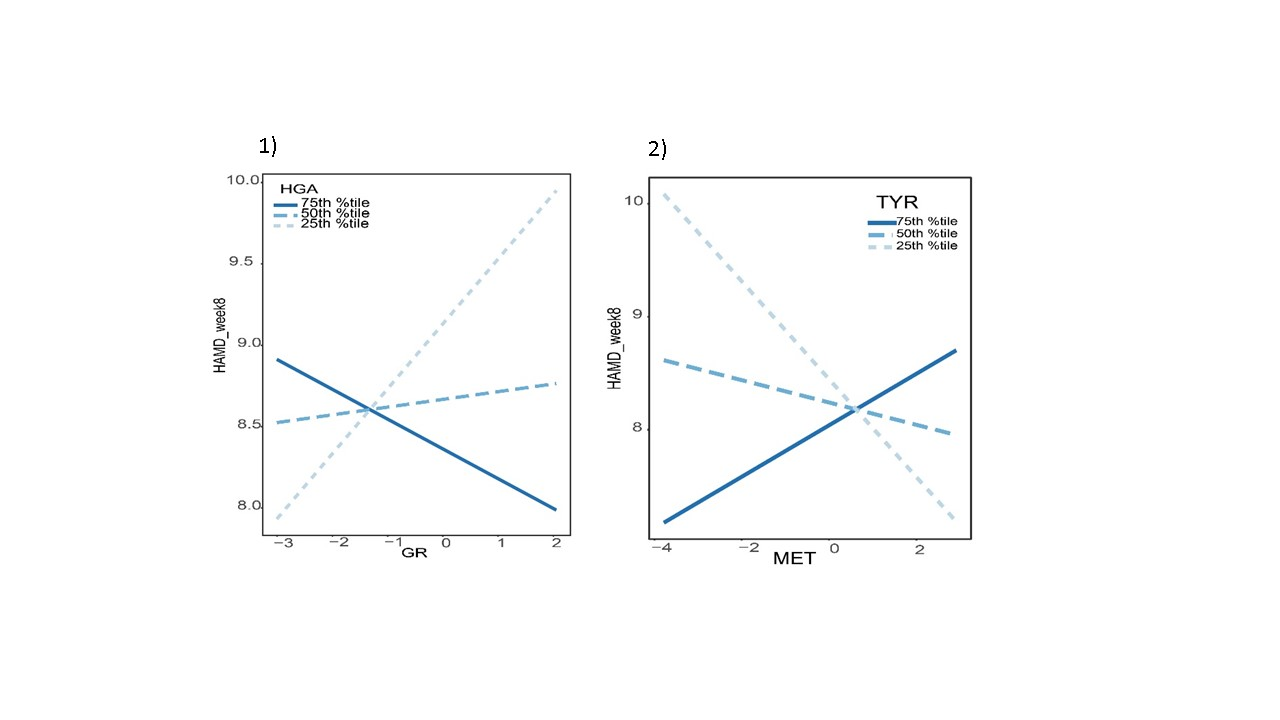 1)
HGA
75th %tile
50th %tile
25th %tile
10.0
9.5
9.0
8.5
8.0
HAMD_week8
−3 −2 −1 0 1 2
GR
2)
TYR
75th %tile
50th %tile
25th %tile
10
9
8
HAMD_week8
−4 −2 0 2
MET